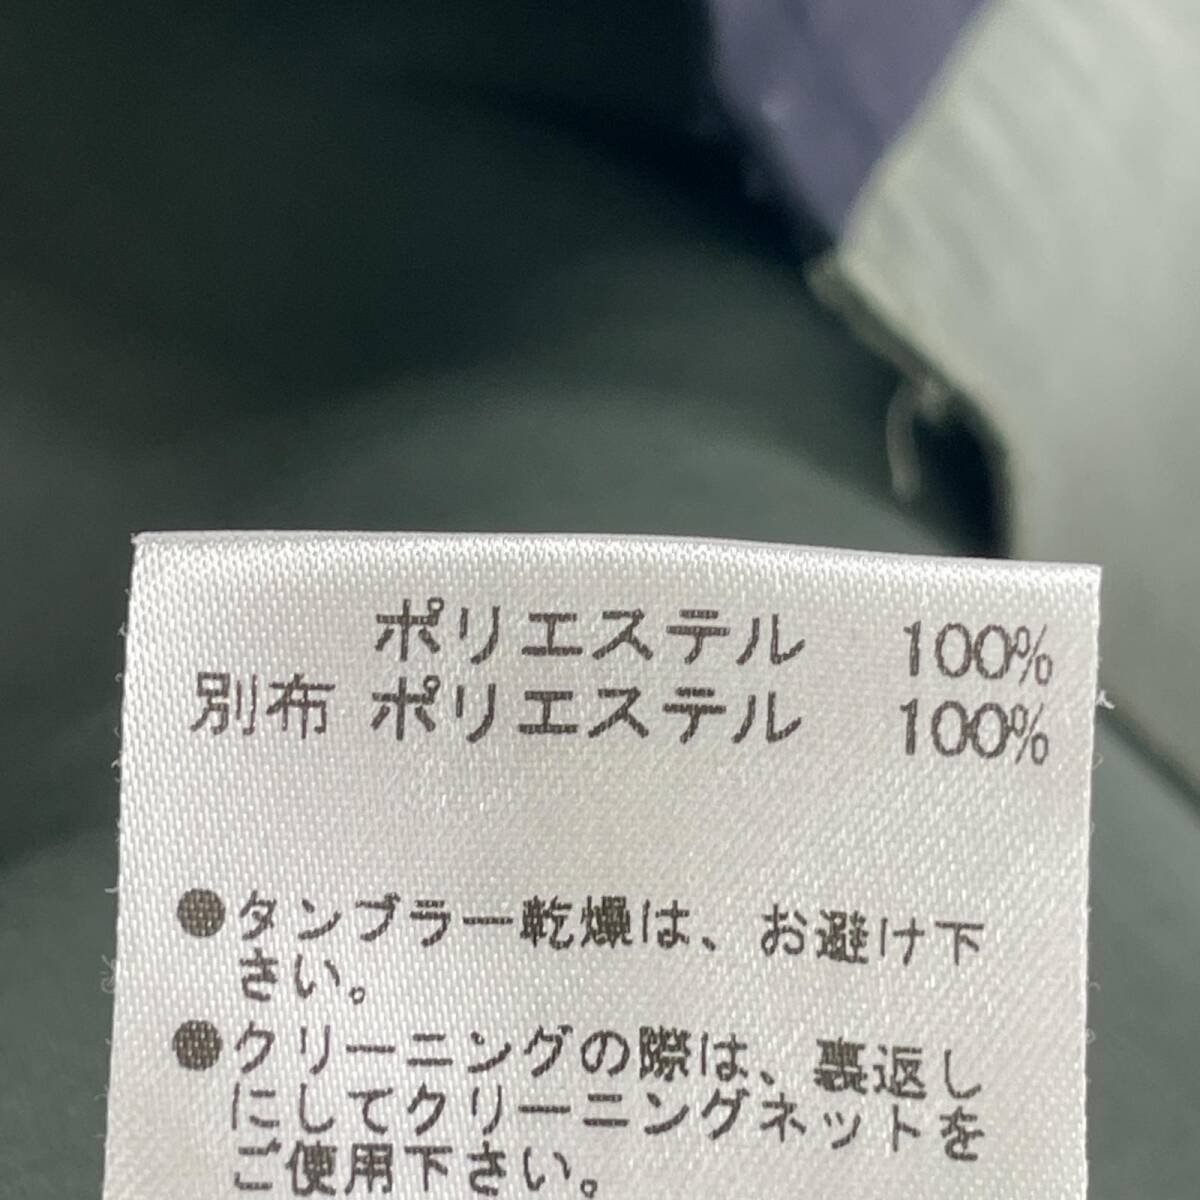 ポリエステル 100%
別布 ポリエステル 100%
●タンブラー乾燥は、お避け下
さい。
●クリーニングの際は、裏返し
にしてクリーニングネットを
ご使用下さい。